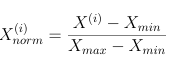 $X_{norm}^{(i)} = \frac{X^{(i)} - X_{min}}{X_{max} - X_{min}}$